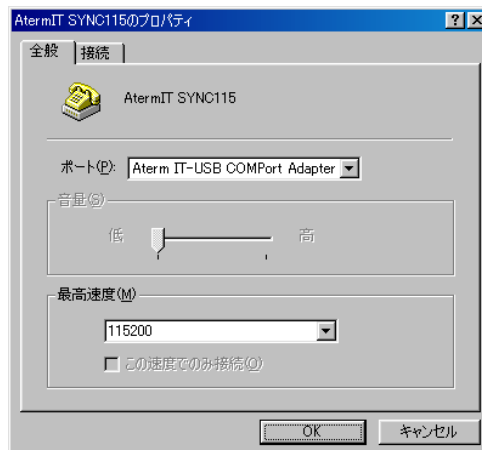 AtermIT SYNC115のプロパティ
全般 接続
AtermIT SYNC115
ポート(P): Aterm IT-USB COMPort Adapter
音量(S)
低 高
最高速度(M)
115200
この速度でのみ接続(O)
OK キャンセル